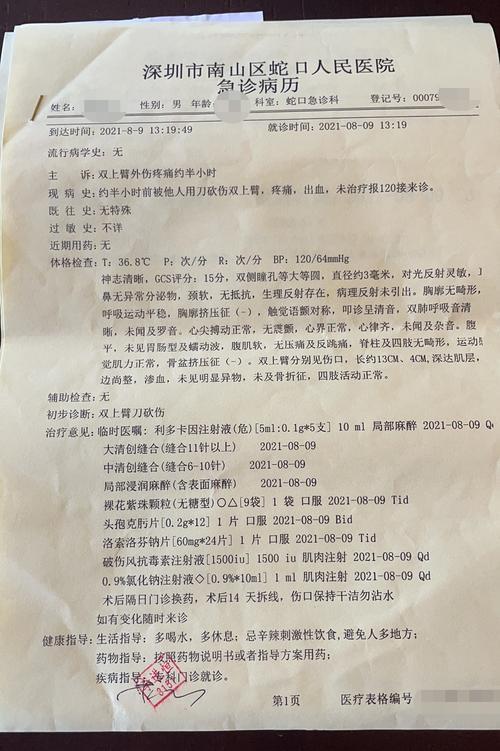 深圳市南山区蛇口人民医院
急诊病历
姓名: 性别: 男 年龄: 科室: 蛇口急诊科 登记号: 00079
到达时间: 2021-8-9 13:19:49 就诊时间: 2021-08-09 13:19
流行病学史: 无
主 诉: 双上臂外伤疼痛约半小时
现 病 史: 约半小时前被他人用刀砍伤双上臂, 疼痛, 出血, 未治疗报120接来诊。
既 往 史: 无特殊
过 敏 史: 不详
近期用药: 无
体格检查: T: 36.8℃ P: 次/分 R: 次/分 BP: 120/64mmHg
神志清晰, GCS评分: 15分, 双侧瞳孔等大等圆, 直径约3毫米, 对光反射灵敏,
鼻无异常分泌物, 颈软, 无抵抗, 生理反射存在, 病理反射未引出。胸廓无畸形,
呼吸运动平稳, 胸廓挤压征(-), 触觉语颤对称, 叩诊呈清音, 双肺呼吸音清
晰, 未闻及罗音。心尖搏动正常, 无震颤, 心界正常, 心律齐, 未闻及杂音。腹
平, 未见胃肠型及蠕动波, 腹肌软, 无压痛及反跳痛, 脊柱及四肢无畸形, 运动
觉肌力正常, 骨盆挤压征(-)。双上臂分别见伤口, 长约13CM、4CM,深达肌层,
边尚整, 渗血, 未见明显异物, 未及骨折征, 四肢活动正常。
辅助检查: 无
初步诊断: 双上臂刀砍伤
治疗意见: 临时医嘱: 利多卡因注射液(危)[5ml:0.1g*5支] 10 ml 局部麻醉 2021-08-09 Qd
大清创缝合(缝合11针以上) 2021-08-09
中清创缝合(缝合6-10针) 2021-08-09
局部浸润麻醉(含表面麻醉) 2021-08-09
裸花紫珠颗粒(无糖型)○△[9袋] 1 袋 口服 2021-08-09 Tid
头孢克肟片[0.2g*12] 1 片 口服 2021-08-09 Bid
洛索洛芬钠片[60mg*24片] 1 片 口服 2021-08-09 Tid
破伤风抗毒素注射液[1500iu] 1500 iu 肌肉注射 2021-08-09 Qd
0.9%氯化钠注射液◇[0.9%*10ml] 1 ml 肌肉注射 2021-08-09 Qd
术后隔日门诊换药, 术后14 天拆线, 伤口保持干洁勿沾水
如有变化随时来诊
健康指导: 生活指导: 多喝水, 多休息; 忌辛辣刺激性饮食,避免人多地方;
药物指导: 按照药物说明书或者指导方案用药;
疾病指导: 专科门诊就诊。
第1页 医疗表格编号